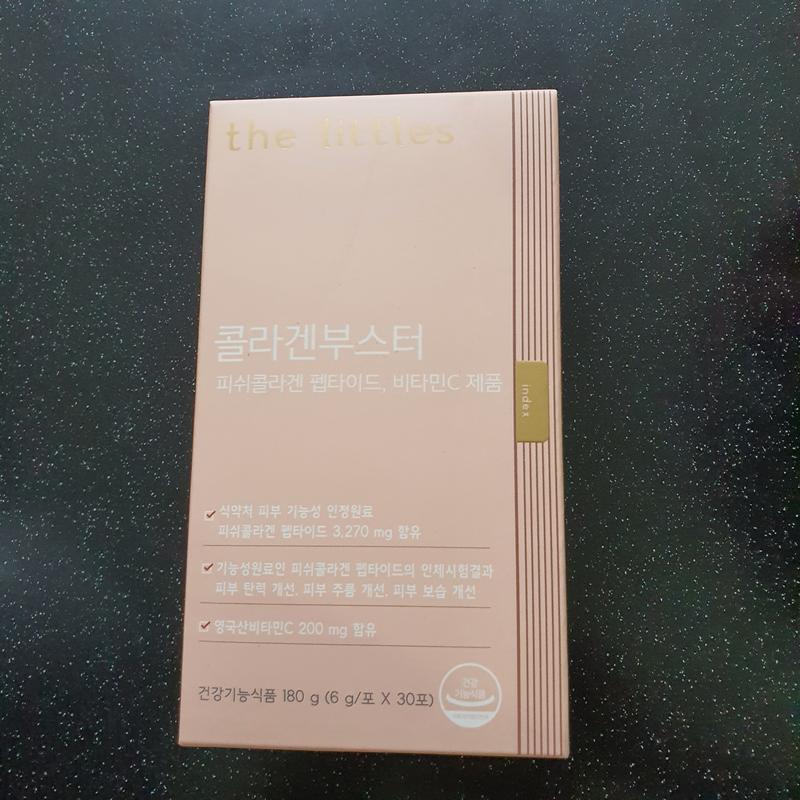 the littles
콜라겐부스터
피쉬콜라겐 펩타이드, 비타민C 제품
index
식약처 피부 기능성 인정원료
피쉬콜라겐 펩타이드 3,270 mg 함유
기능성원료인 피쉬콜라겐 펩타이드의 인체시험결과
피부 탄력 개선, 피부 주름 개선, 피부 보습 개선
영국산비타민C 200 mg 함유
건강기능식품 180 g (6 g/포 X 30포)
건강
기능식품